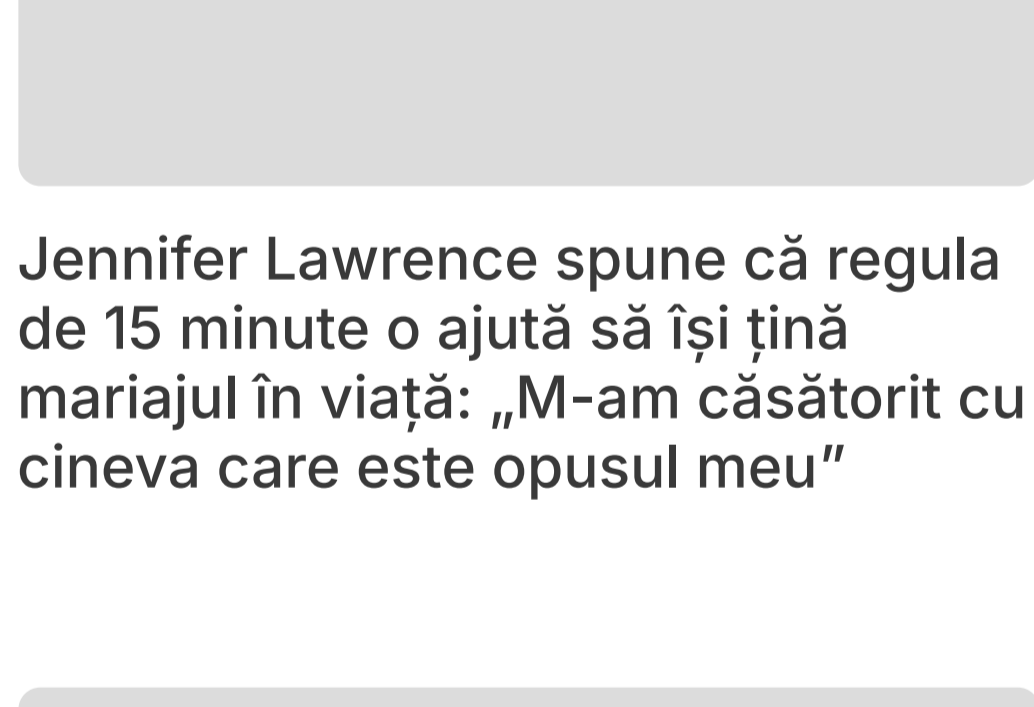 Jennifer Lawrence spune că regula
de 15 minute o ajută să își țină
mariajul în viață: „M-am căsătorit cu
cineva care este opusul meu”